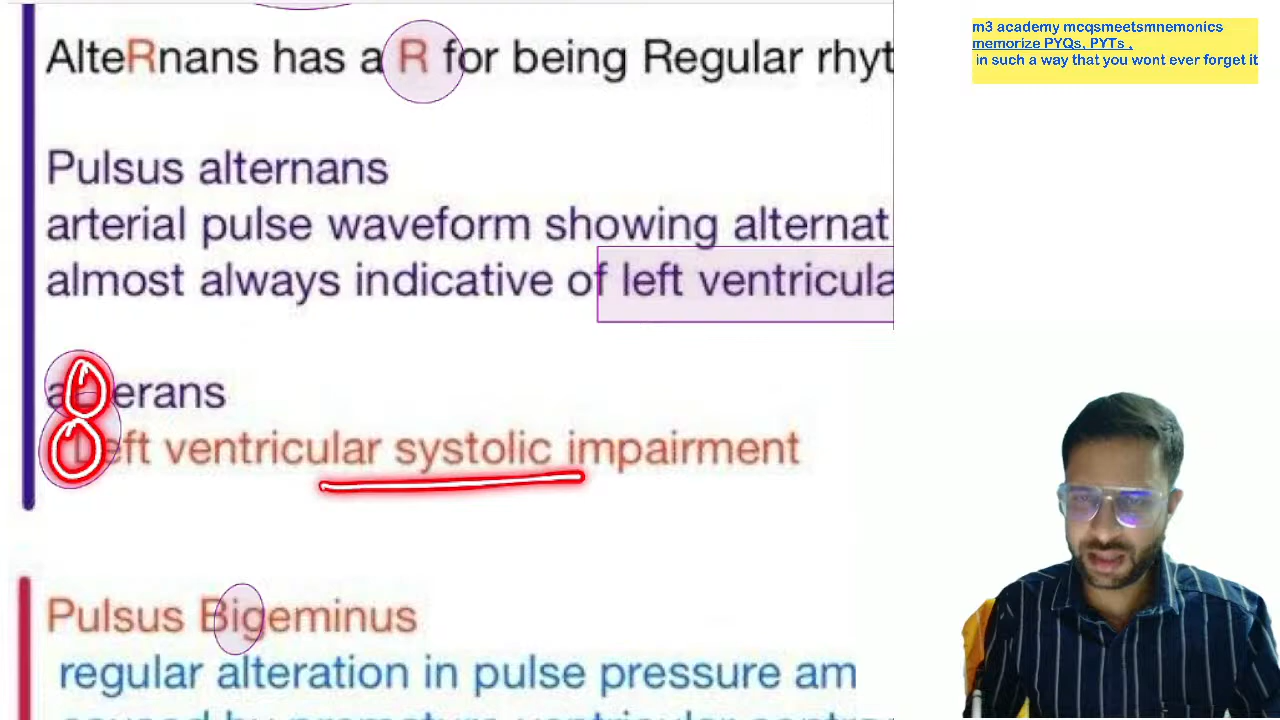 AlteRnans has a R for being Regular rhyt
m3 academy mcqsmeetsmnemonics
memorize PYQs, PYTs ,
in such a way that you wont ever forget it
Pulsus alternans
arterial pulse waveform showing alternat
almost always indicative of left ventricula
aLterans
Left ventricular systolic impairment
Pulsus Bigeminus
regular alteration in pulse pressure am